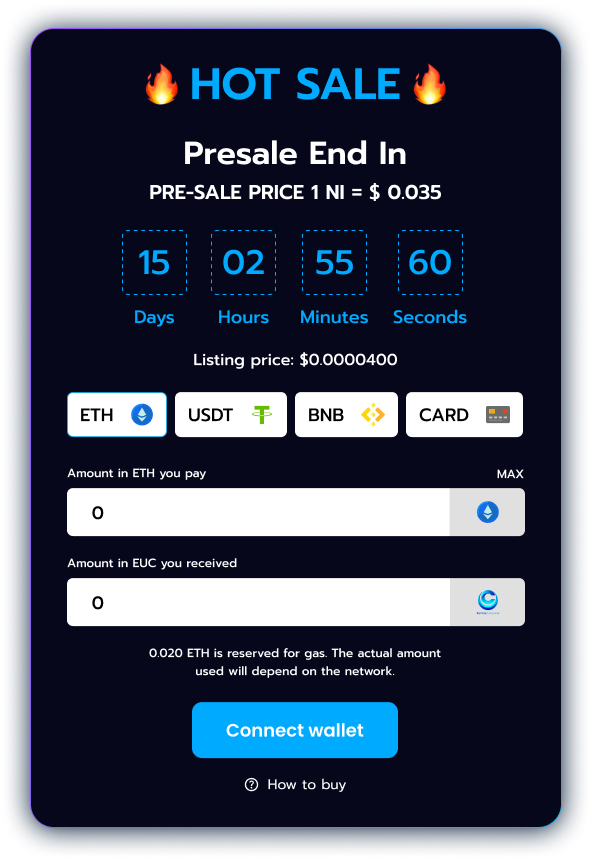 HOT SALE
Presale End In
PRE-SALE PRICE 1 NI = $ 0.035
15 02 55 60
Days Hours Minutes Seconds
Listing price: $0.0000400
ETH USDT BNB CARD
Amount in ETH you pay MAX
0
Amount in EUC you received
0
0.020 ETH is reserved for gas. The actual amount
used will depend on the network.
Connect wallet
How to buy